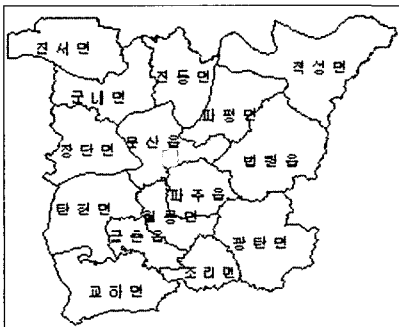 진서면
진동면
적성면
군내면
파평면
장단면
문산읍
법원읍
파주읍
탄현면
월롱면
금촌읍
광탄면
조리면
교하면